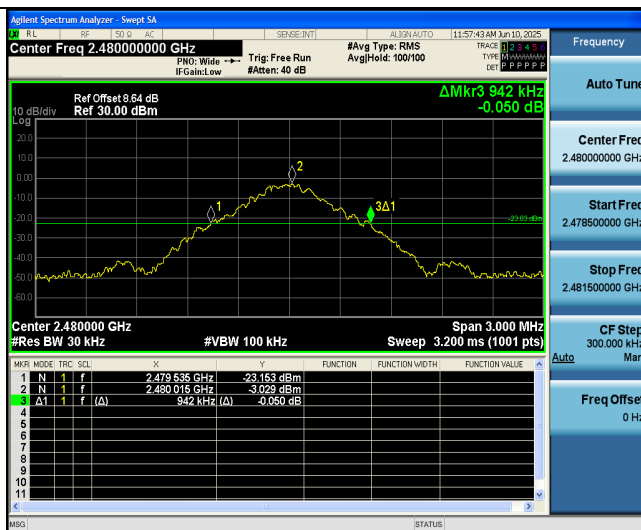 Agilent Spectrum Analyzer - Swept SA
LXI RL RF 50 Ω AC SENSE:INT ALIGN AUTO 11:57:43 AM Jun 10, 2025
Center Freq 2.480000000 GHz
#Avg Type: RMS
TRACE 1 2 3 4 5 6
PNO: Wide Trig: Free Run Avg|Hold: 100/100
TYPE M W W W W W
IFGain:Low #Atten: 40 dB
DET P P P P P P
ΔMkr3 942 kHz
Ref Offset 8.64 dB
-0.050 dB
10 dB/div Ref 30.00 dBm
Log
20.0
10.0
0.00
-10.0
-20.0
-30.0
-40.0
-50.0
-60.0
1
2
3Δ1
-23.03 dBm
Center 2.480000 GHz Span 3.000 MHz
#Res BW 30 kHz #VBW 100 kHz Sweep 3.200 ms (1001 pts)
MKR MODE TRC SCL X Y FUNCTION FUNCTION WIDTH FUNCTION VALUE
1 N 1 f 2.479 535 GHz -23.153 dBm
2 N 1 f 2.480 015 GHz -3.029 dBm
3 Δ1 1 f (Δ) 942 kHz (Δ) -0.050 dB
4
5
6
7
8
9
10
11
MSG STATUS
Frequency
Auto Tune
Center Freq
2.480000000 GHz
Start Freq
2.478500000 GHz
Stop Freq
2.481500000 GHz
CF Step
300.000 kHz
Auto Man
Freq Offset
0 Hz